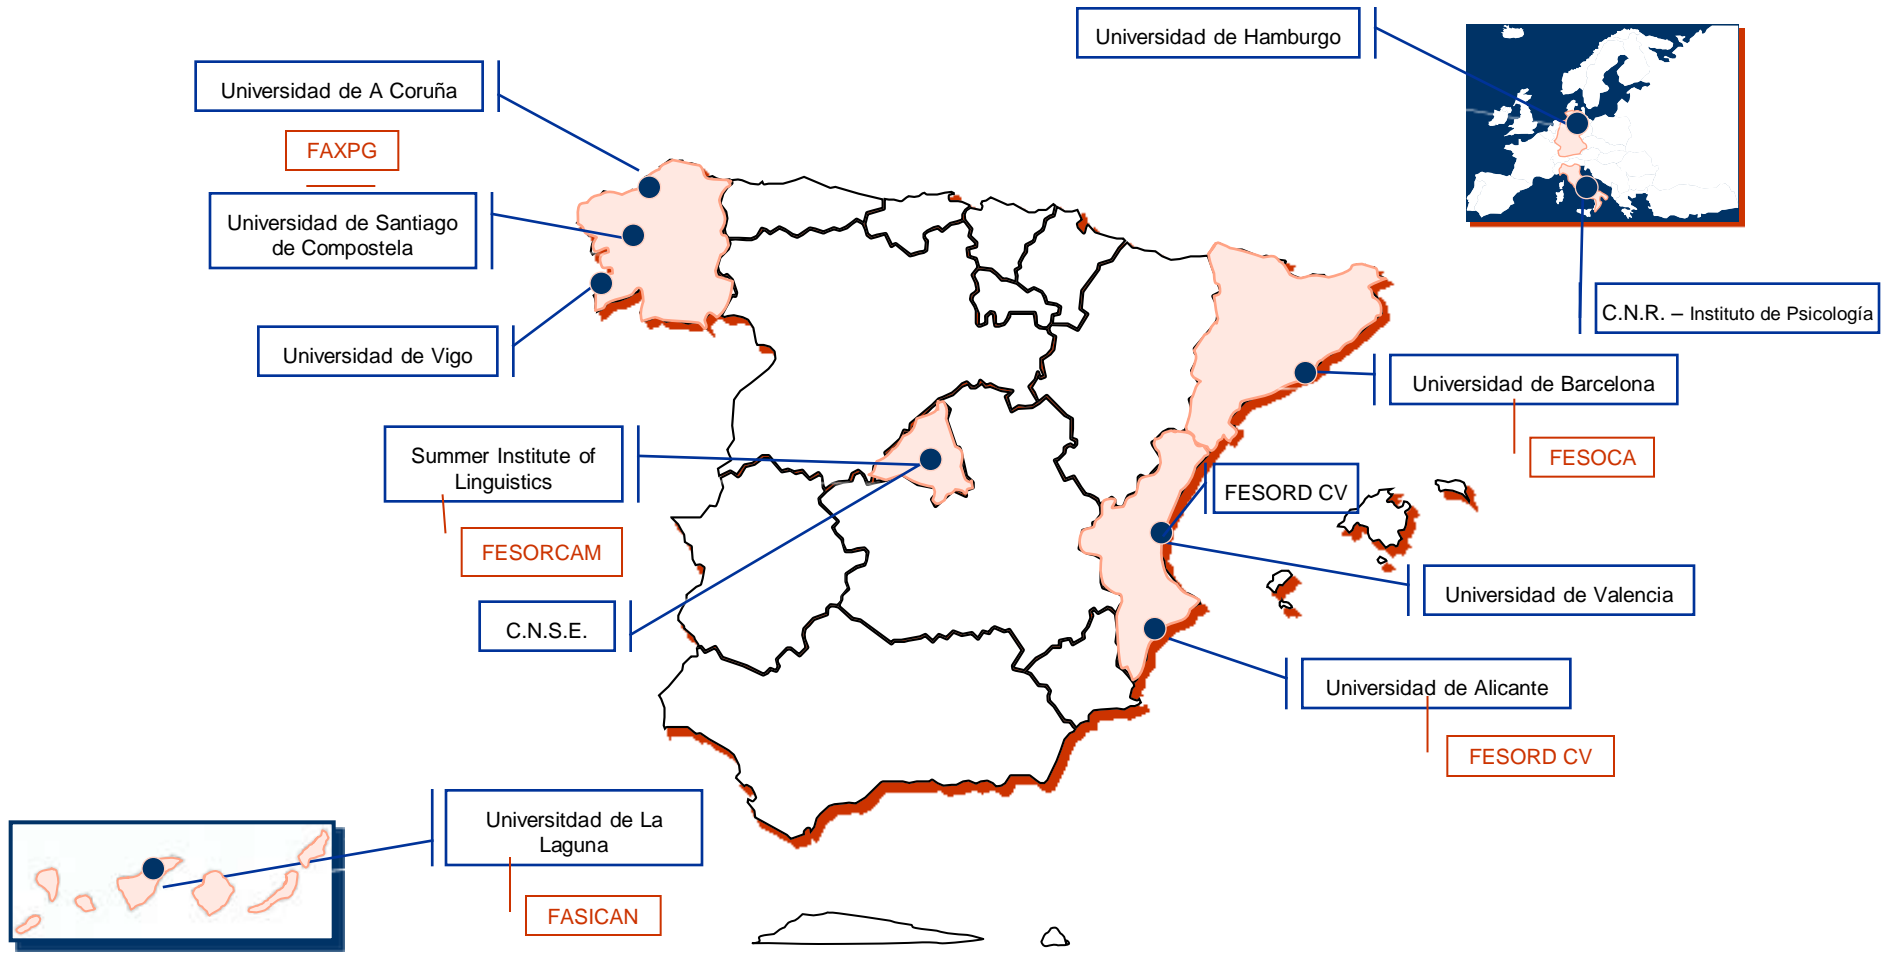 Universidad de Hamburgo
Universidad de A Coruña
FAXPG
Universidad de Santiago
de Compostela
C.N.R. – Instituto de Psicología
Universidad de Vigo
Universidad de Barcelona
Summer Institute of
Linguistics
FESOCA
FESORD CV
FESORCAM
Universidad de Valencia
C.N.S.E.
Universidad de Alicante
FESORD CV
Universitdad de La
Laguna
FASICAN